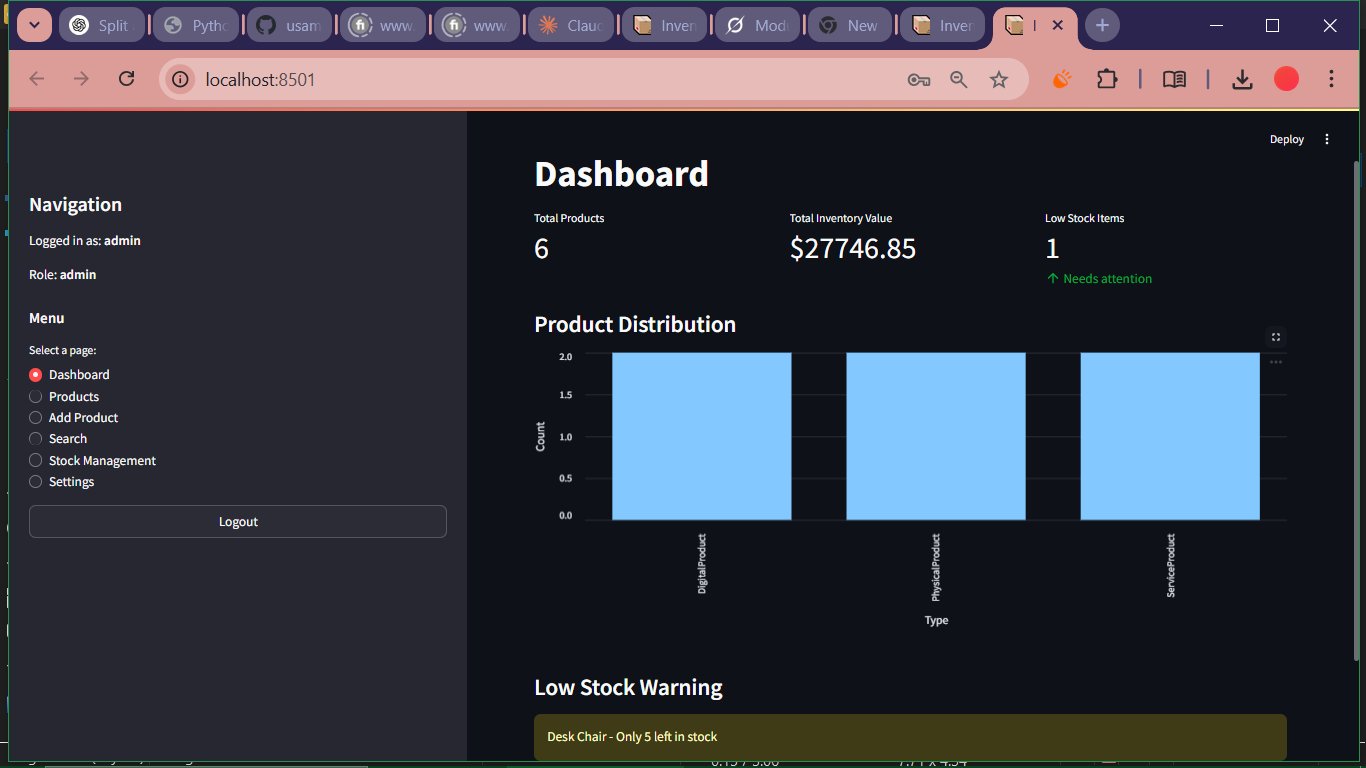 Split
Pytho
usam
www.
www.
Clauc
Inven
Mod
New
Inver
I
localhost:8501
Deploy
Navigation
Logged in as: admin
Role: admin
Menu
Select a page:
Dashboard
Products
Add Product
Search
Stock Management
Settings
Logout
Dashboard
Total Products
6
Total Inventory Value
$27746.85
Low Stock Items
1
Needs attention
Product Distribution
2.0
1.5
1.0
0.5
0.0
Count
DigitalProduct
PhysicalProduct
ServiceProduct
Type
Low Stock Warning
Desk Chair - Only 5 left in stock